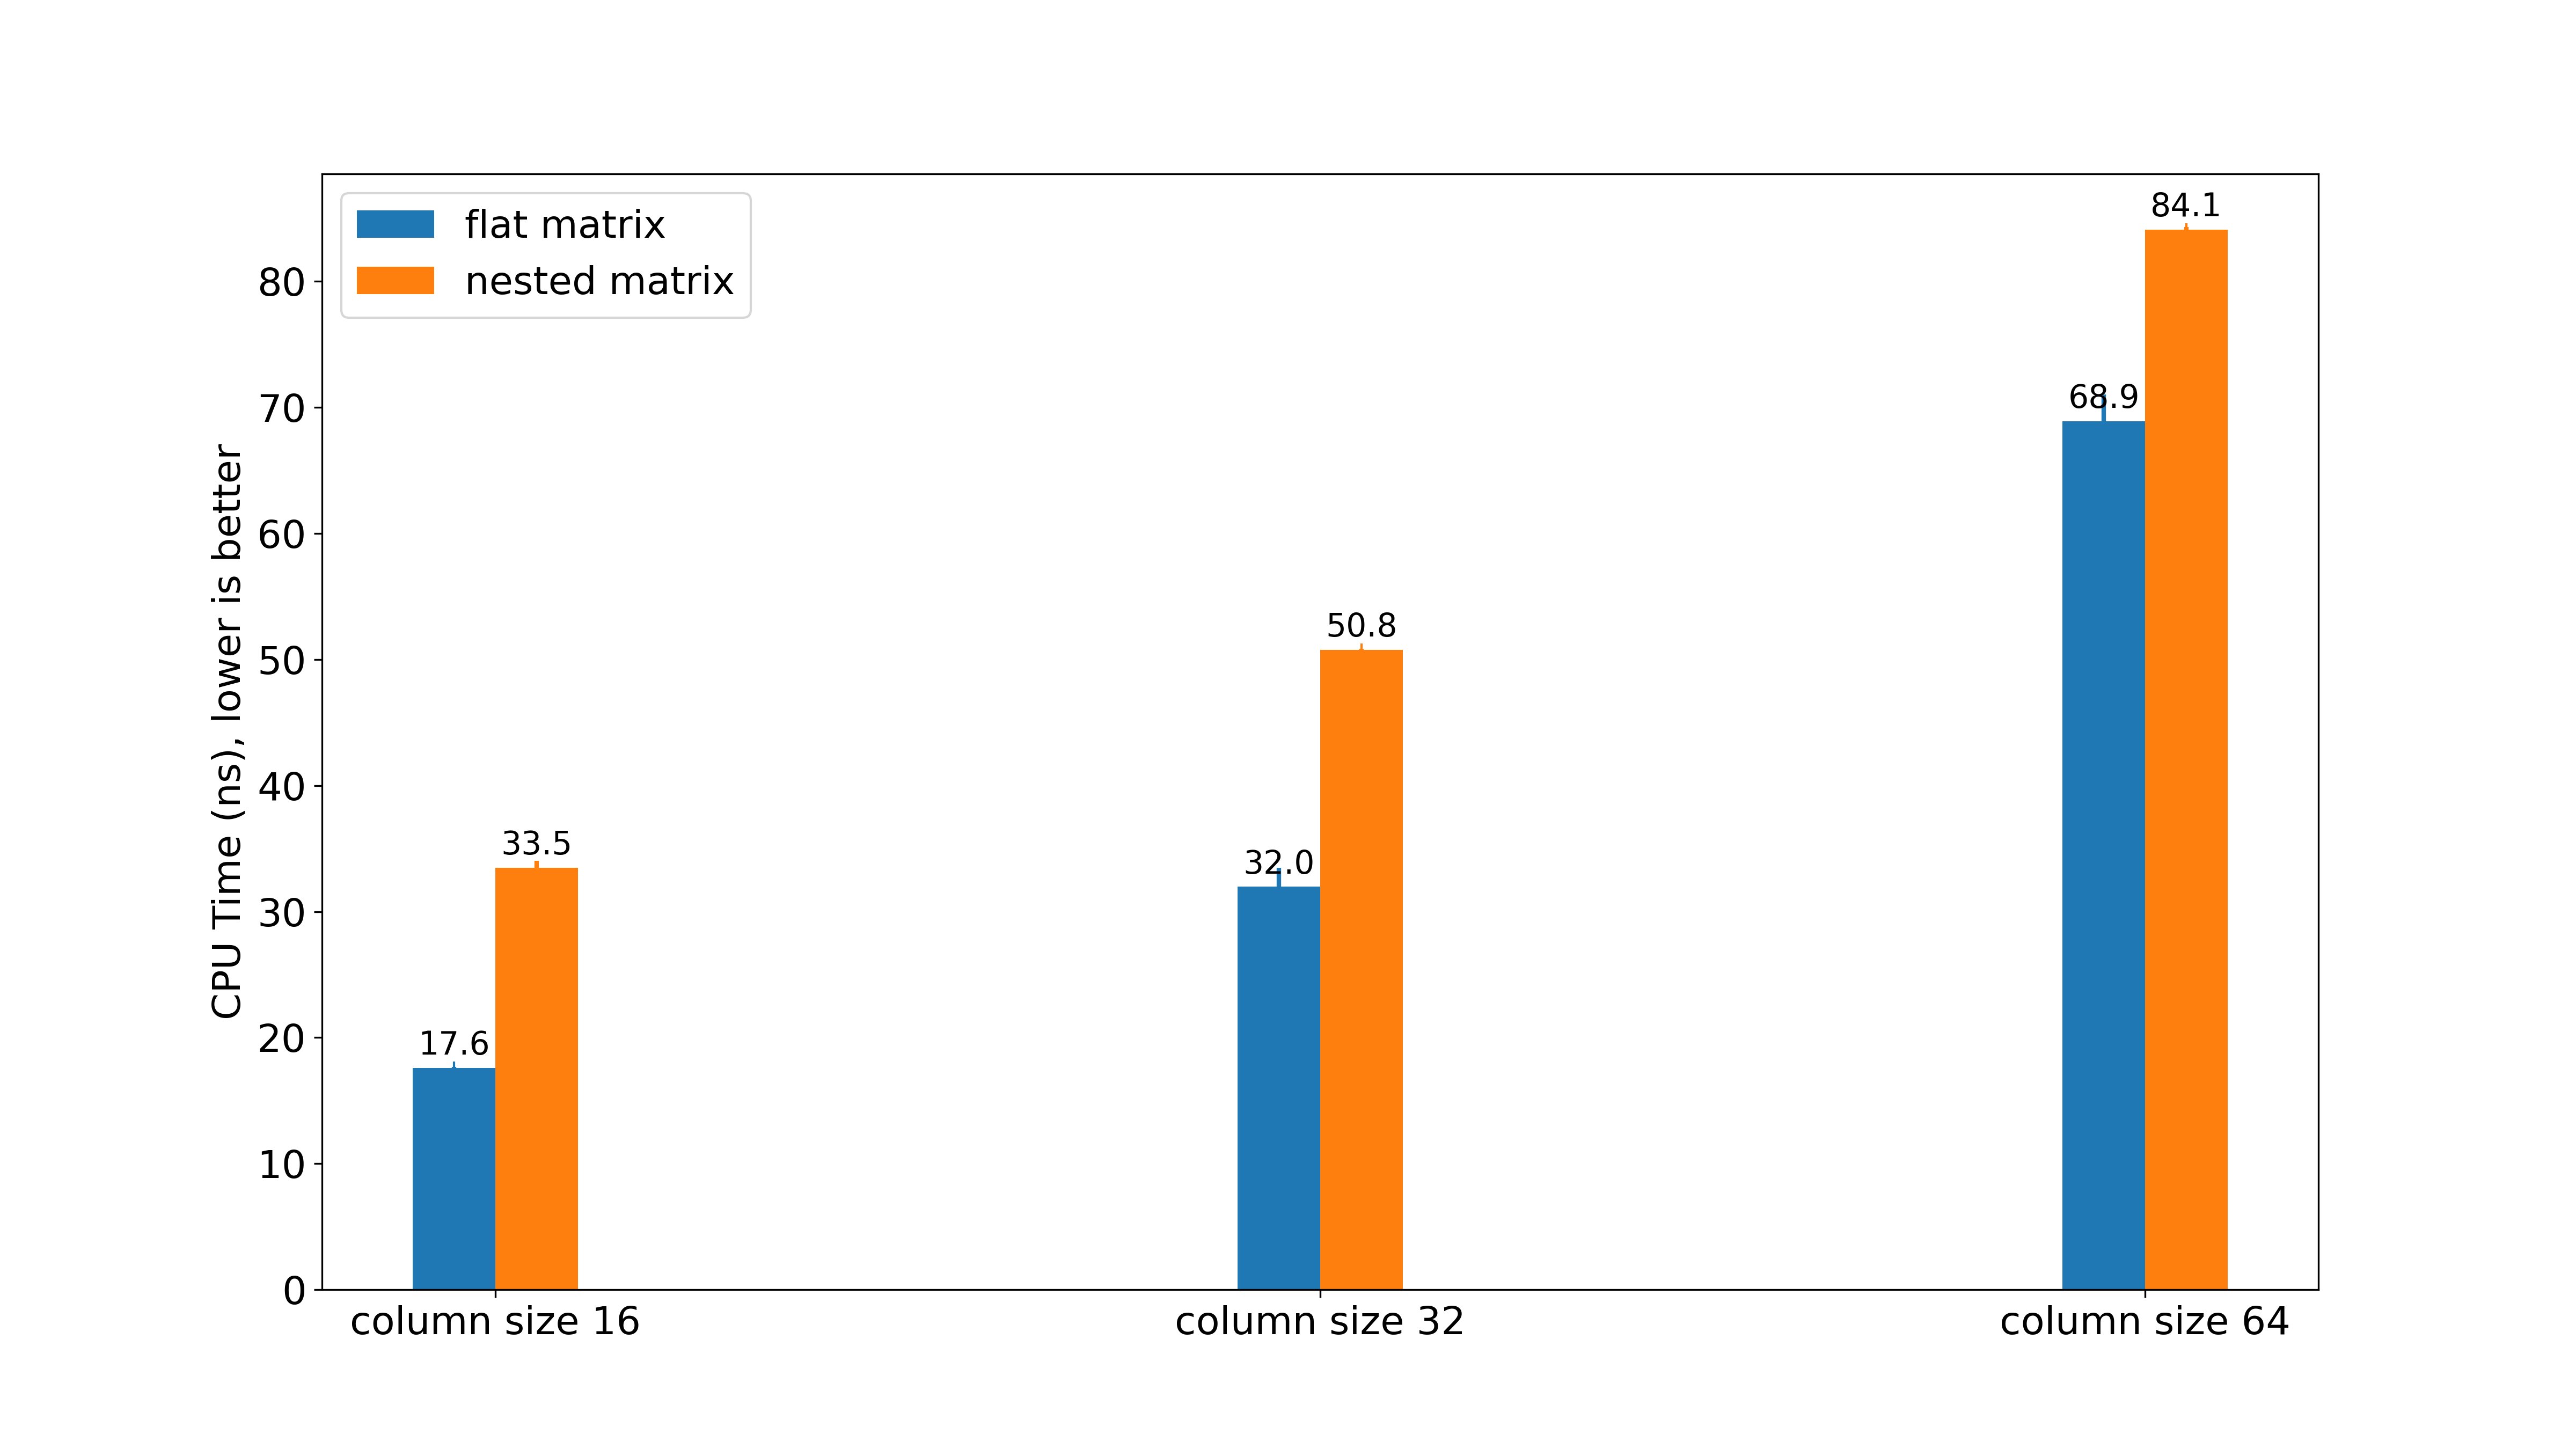 flat matrix
nested matrix
CPU Time (ns), lower is better
80
70
60
50
40
30
20
10
0
17.6
33.5
32.0
50.8
68.9
84.1
column size 16
column size 32
column size 64